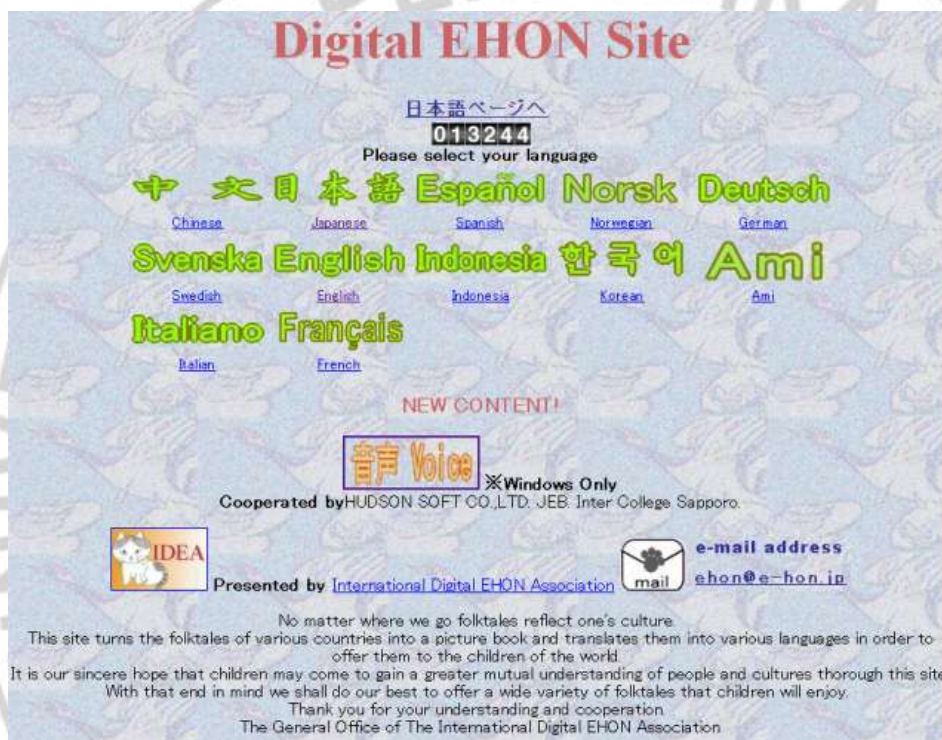 Digital EHON Site
日本語ページへ
013244
Please select your language
中文 日本語 Español Norsk Deutsch
Chinese Japanese Spanish Norwegian German
Svenska English Indonesia 한국어 Ami
Swedish English Indonesia Korean Ami
Italiano Français
Italian French
NEW CONTENT!
音声 Voice ※Windows Only
Cooperated byHUDSON SOFT CO.,LTD. JEB. Inter College Sapporo.
IDEA Presented by International Digital EHON Association mail e-mail address
ehon@e-hon.jp
No matter where we go folktales reflect one's culture.
This site turns the folktales of various countries into a picture book and translates them into various languages in order to
offer them to the children of the world.
It is our sincere hope that children may come to gain a greater mutual understanding of people and cultures thorough this site
With that end in mind we shall do our best to offer a wide variety of folktales that children will enjoy.
Thank you for your understanding and cooperation.
The General Office of The International Digital EHON Association